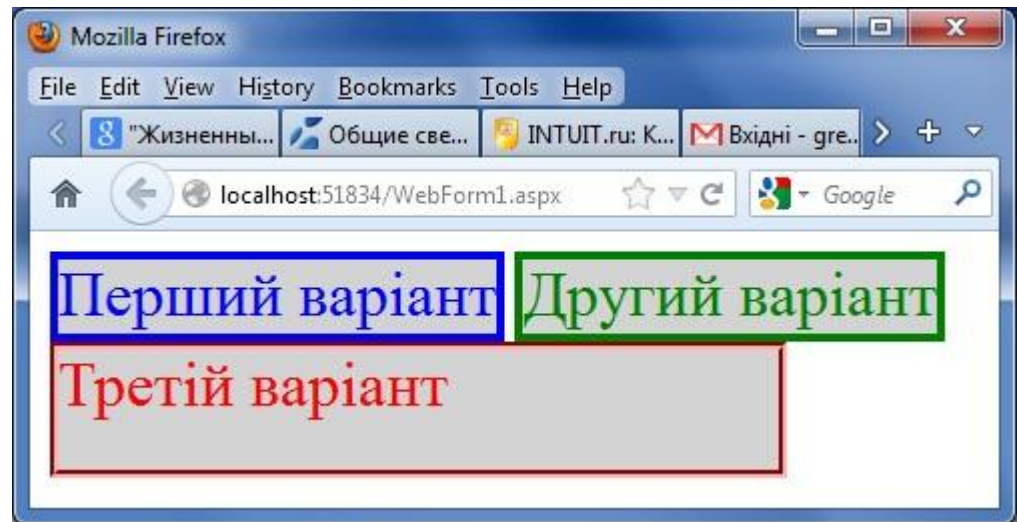 Mozilla Firefox
File Edit View History Bookmarks Tools Help
"Жизненны... Общие све... INTUIT.ru: K... Вхідні - gre..
localhost:51834/WebForm1.aspx Google
Перший варіант Другий варіант
Третій варіант